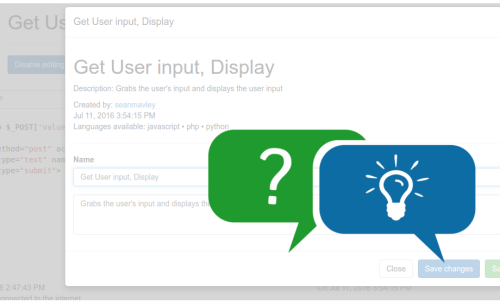 Get Us
Get User input, Display
Disable editing
Get User input, Display
Description: Grabs the user's input and displays the user input
Created by: seanmavley
Jul 11, 2016 3:54:15 PM
Languages available: javascript • php • python
$_POST['value
method="post" ac
type="text" nam
type="submit">
Name
Get User input, Display
Grabs the user's input and displays th
?
Close
Save changes
2:47:43 PM
on Jul 11, 2016 3:54:15 PM
connected to the internet